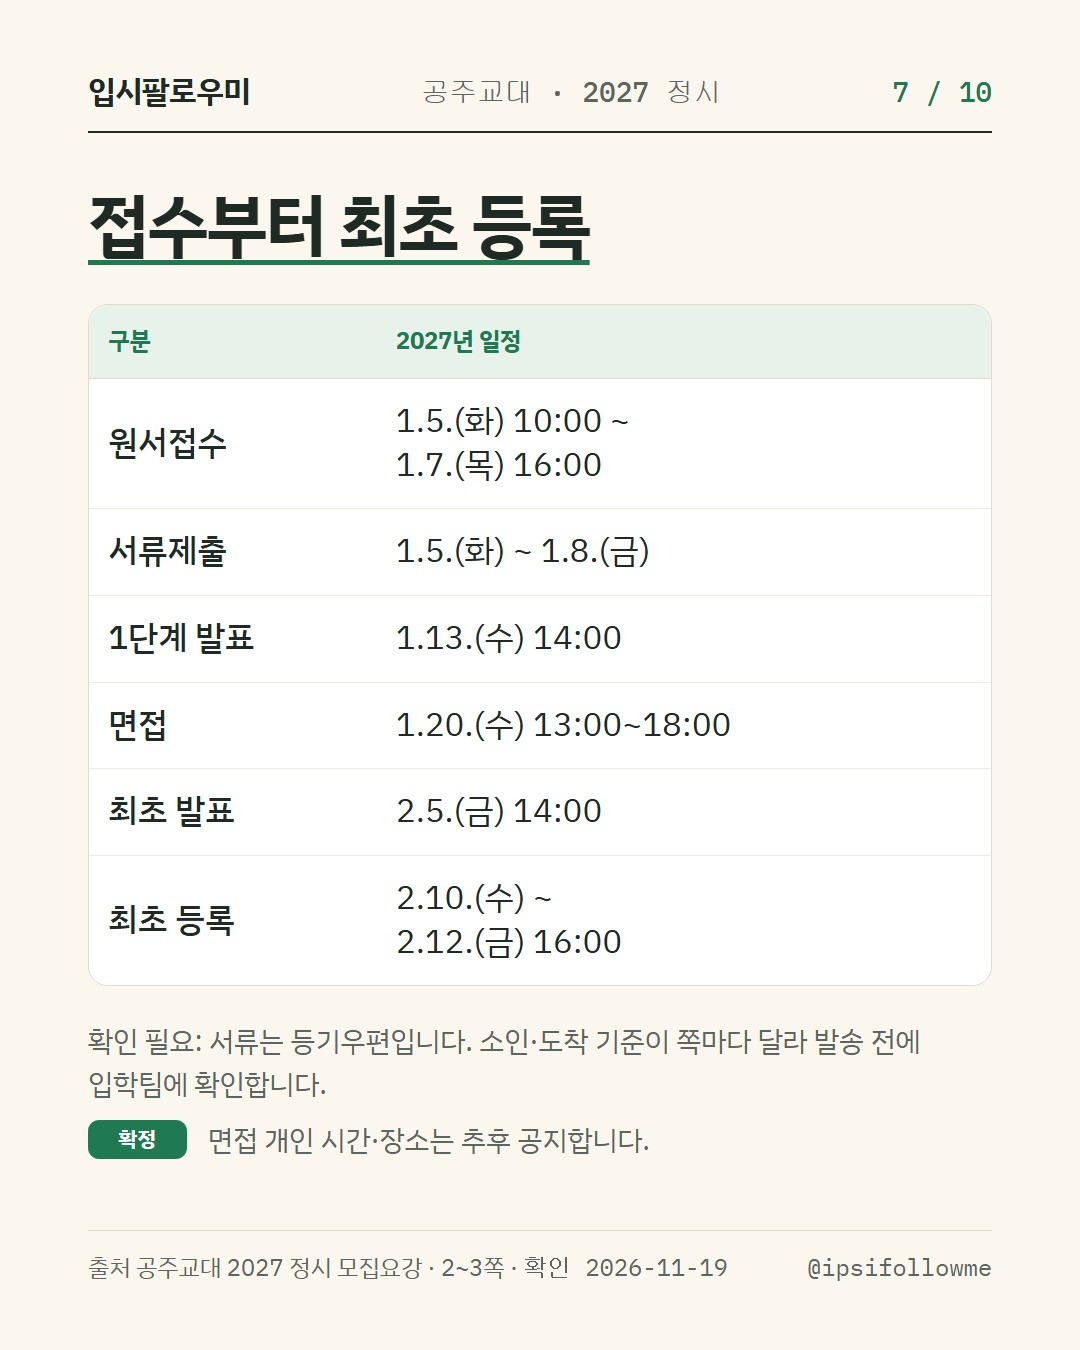 입시팔로우미
공주교대 · 2027 정시
7 / 10
접수부터 최초 등록
구분
2027년 일정
원서접수
1.5.(화) 10:00 ~
1.7.(목) 16:00
서류제출
1.5.(화) ~ 1.8.(금)
1단계 발표
1.13.(수) 14:00
면접
1.20.(수) 13:00~18:00
최초 발표
2.5.(금) 14:00
최초 등록
2.10.(수) ~
2.12.(금) 16:00
확인 필요: 서류는 등기우편입니다. 소인·도착 기준이 쪽마다 달라 발송 전에
입학팀에 확인합니다.
확정
면접 개인 시간·장소는 추후 공지합니다.
출처 공주교대 2027 정시 모집요강 · 2~3쪽 · 확인 2026-11-19
@ipsifollowme